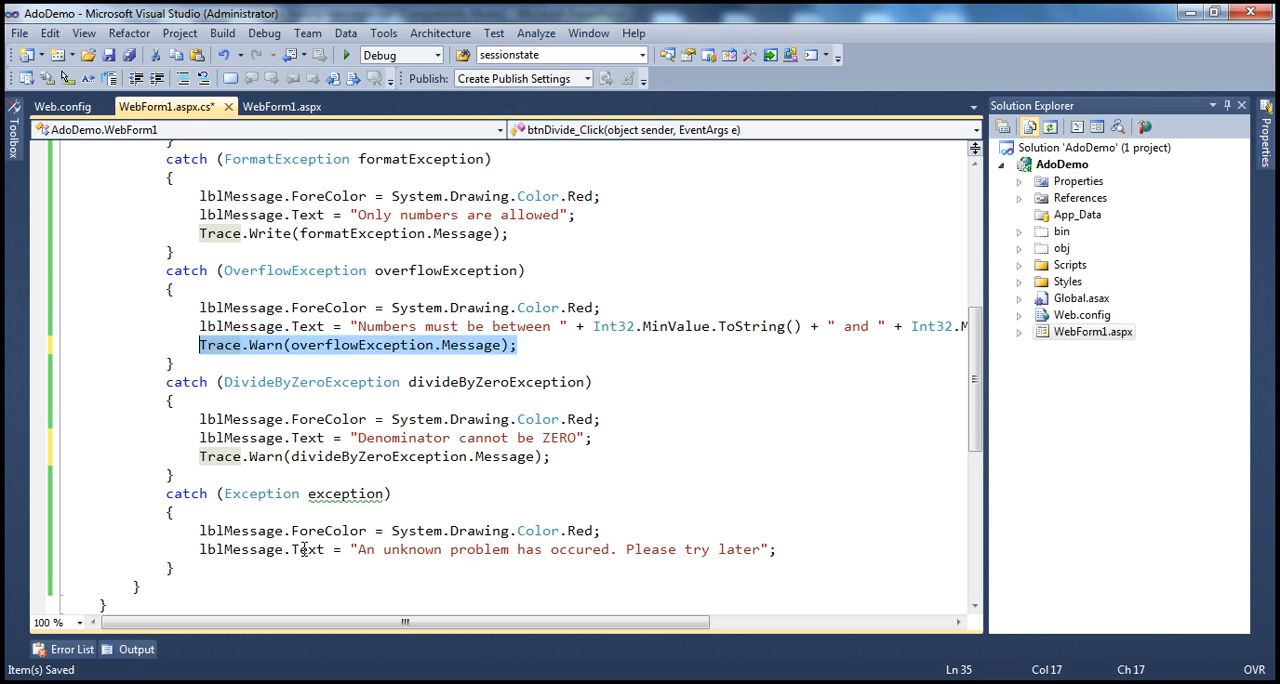 AdoDemo - Microsoft Visual Studio (Administrator)
File Edit View Refactor Project Build Debug Team Data Tools Architecture Test Analyze Window Help
Debug sessionstate
Publish: Create Publish Settings
Web.config WebForm1.aspx.cs* WebForm1.aspx
Solution Explorer
AdoDemo.WebForm1 btnDivide_Click(object sender, EventArgs e)
Toolbox
Properties
Solution 'AdoDemo' (1 project)
AdoDemo
Properties
References
App_Data
bin
obj
Scripts
Styles
Global.asax
Web.config
WebForm1.aspx
}
catch (FormatException formatException)
{
lblMessage.ForeColor = System.Drawing.Color.Red;
lblMessage.Text = "Only numbers are allowed";
Trace.Write(formatException.Message);
}
catch (OverflowException overflowException)
{
lblMessage.ForeColor = System.Drawing.Color.Red;
lblMessage.Text = "Numbers must be between " + Int32.MinValue.ToString() + " and " + Int32.M
Trace.Warn(overflowException.Message);
}
catch (DivideByZeroException divideByZeroException)
{
lblMessage.ForeColor = System.Drawing.Color.Red;
lblMessage.Text = "Denominator cannot be ZERO";
Trace.Warn(divideByZeroException.Message);
}
catch (Exception exception)
{
lblMessage.ForeColor = System.Drawing.Color.Red;
lblMessage.Text = "An unknown problem has occured. Please try later";
}
}
}
100 %
Error List Output
Item(s) Saved Ln 35 Col 17 Ch 17 OVR